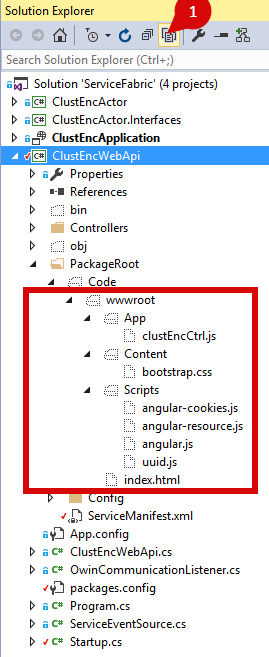 Solution Explorer
1
Search Solution Explorer (Ctrl+;)
Solution 'ServiceFabric' (4 projects)
C# ClustEncActor
C# ClustEncActor.Interfaces
ClustEncApplication
C# ClustEncWebApi
Properties
References
bin
Controllers
obj
PackageRoot
Code
wwwroot
App
clustEncCtrl.js
Content
bootstrap.css
Scripts
angular-cookies.js
angular-resource.js
angular.js
uuid.js
index.html
Config
ServiceManifest.xml
App.config
C# ClustEncWebApi.cs
C# OwinCommunicationListener.cs
packages.config
C# Program.cs
C# ServiceEventSource.cs
C# Startup.cs